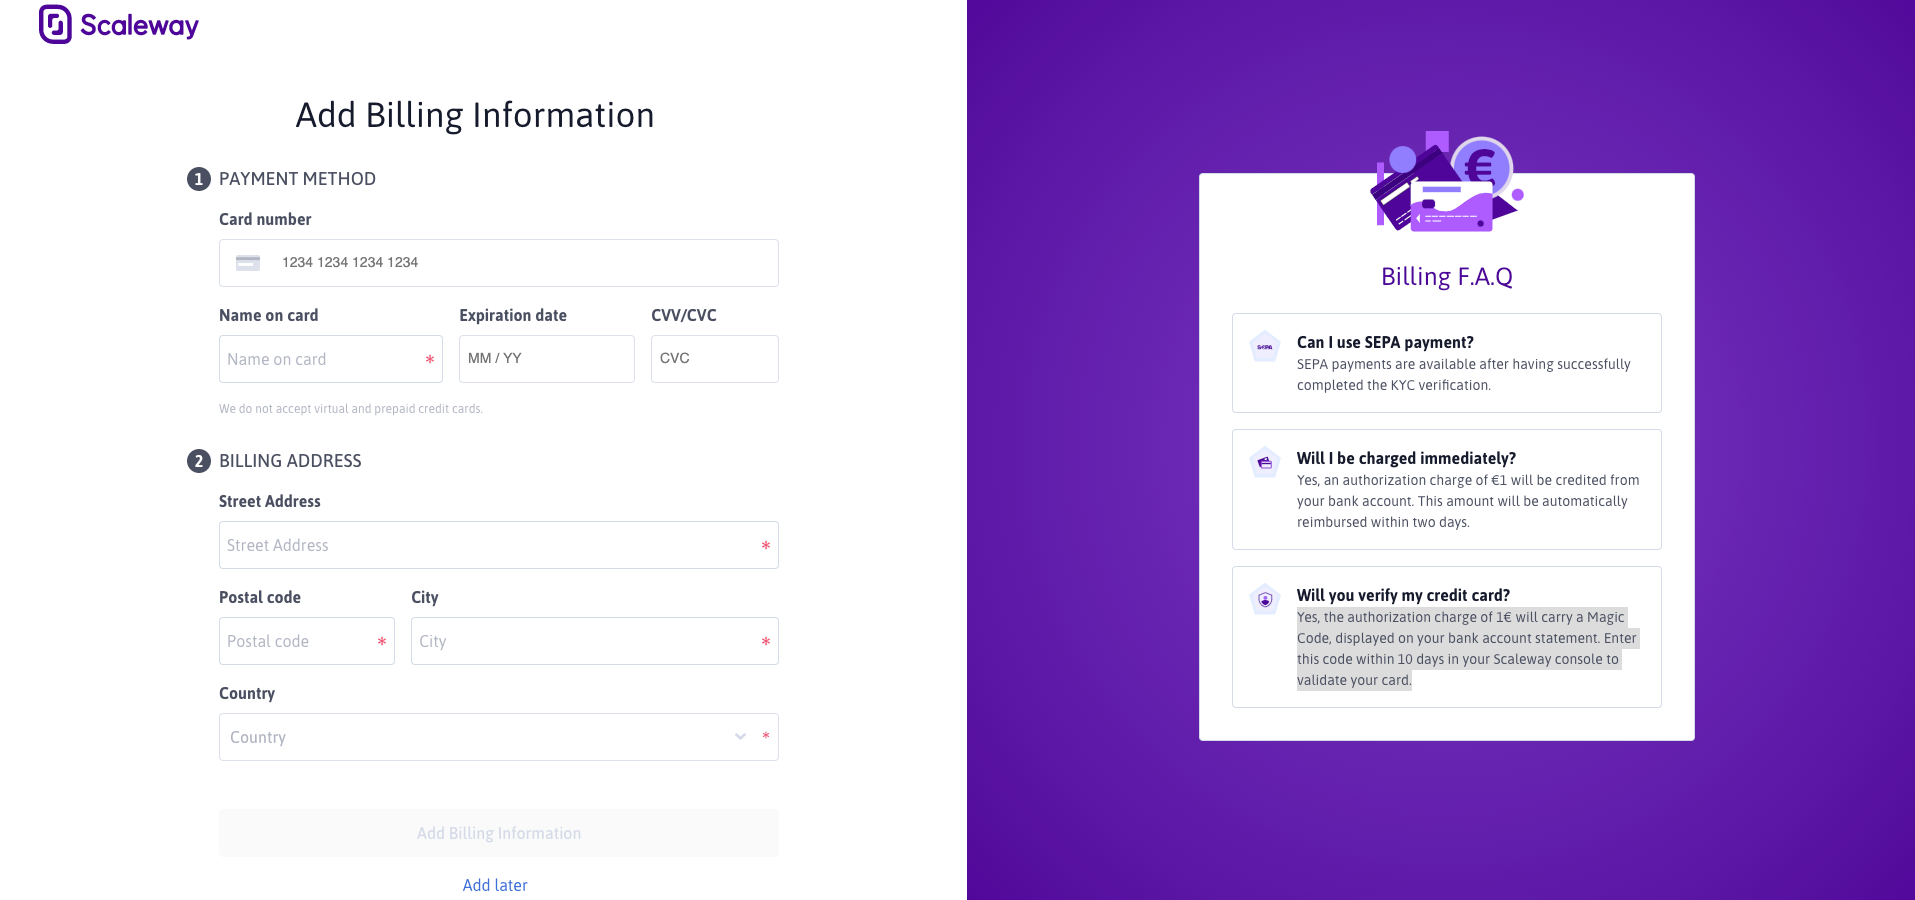 Scaleway
Add Billing Information
1 PAYMENT METHOD
Card number
1234 1234 1234 1234
Name on card
Expiration date
CVV/CVC
Name on card *
MM / YY
CVC
We do not accept virtual and prepaid credit cards.
2 BILLING ADDRESS
Street Address
Street Address *
Postal code
City
Postal code *
City *
Country
Country *
Add Billing Information
Add later
€
Billing F.A.Q
SEPA
Can I use SEPA payment?
SEPA payments are available after having successfully
completed the KYC verification.
Will I be charged immediately?
Yes, an authorization charge of €1 will be credited from
your bank account. This amount will be automatically
reimbursed within two days.
Will you verify my credit card?
Yes, the authorization charge of 1€ will carry a Magic
Code, displayed on your bank account statement. Enter
this code within 10 days in your Scaleway console to
validate your card.